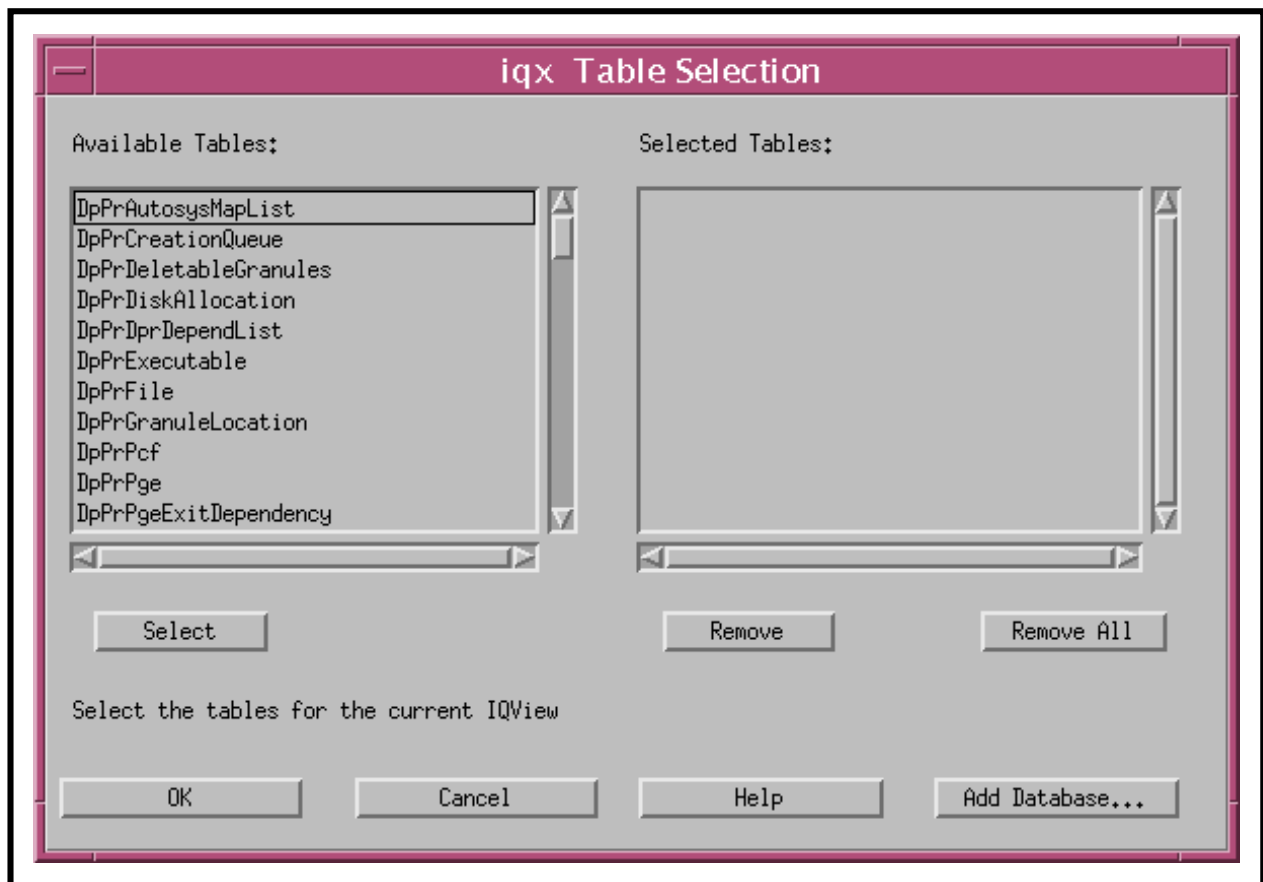 iqx Table Selection
Available Tables:
Selected Tables:
DpPrAutosysMapList
DpPrCreationQueue
DpPrDeletableGranules
DpPrDiskAllocation
DpPrDprDependList
DpPrExecutable
DpPrFile
DpPrGranuleLocation
DpPrPcf
DpPrPge
DpPrPgeExitDependency
Select
Remove
Remove All
Select the tables for the current IQView
OK
Cancel
Help
Add Database...